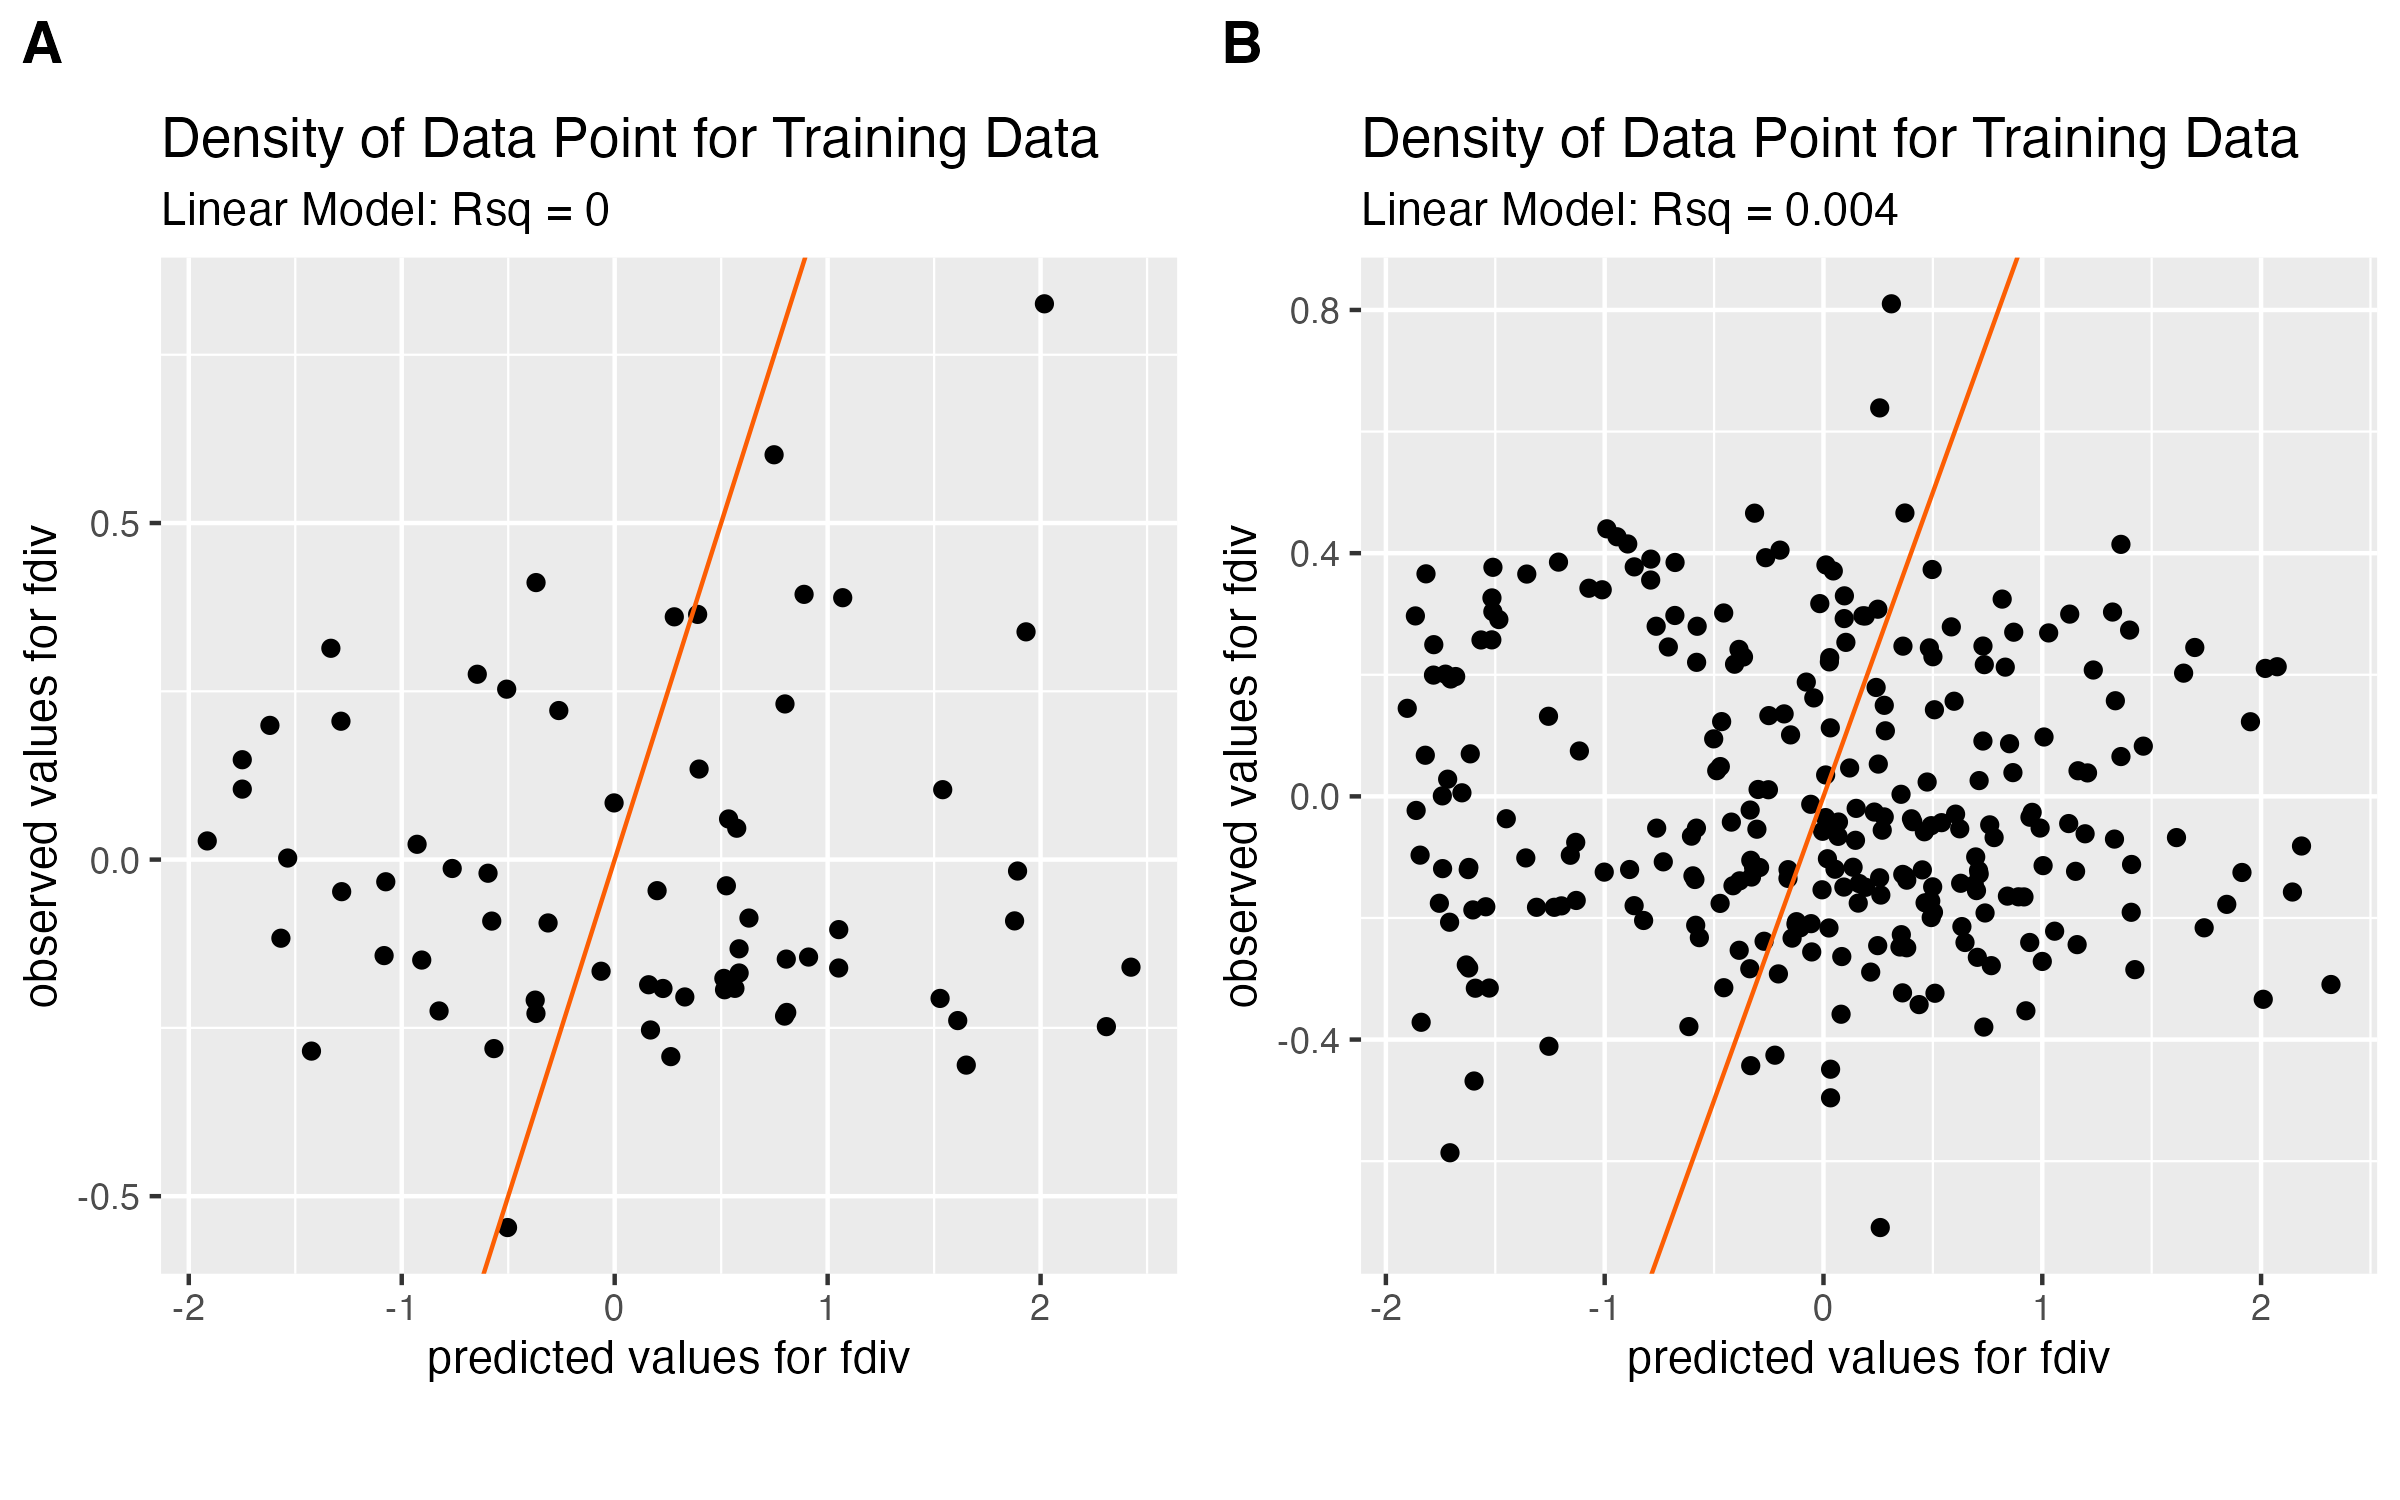 A
Density of Data Point for Training Data
Linear Model: Rsq = 0
observed values for fdiv
0.5
0.0
-0.5
-2
-1
0
1
2
predicted values for fdiv
B
Density of Data Point for Training Data
Linear Model: Rsq = 0.004
observed values for fdiv
0.8
0.4
0.0
-0.4
-2
-1
0
1
2
predicted values for fdiv